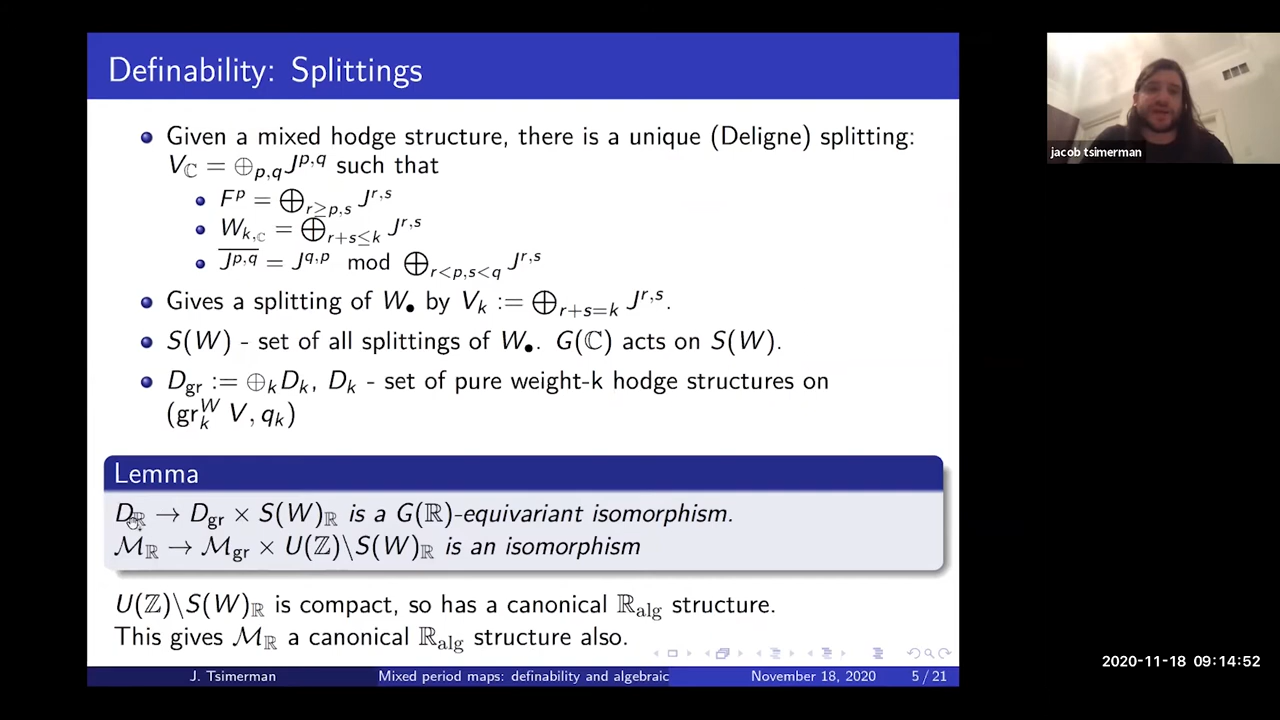 Definability: Splittings
Given a mixed hodge structure, there is a unique (Deligne) splitting:
V_ℂ = ⊕_{p,q} J^{p,q} such that
F^p = ⊕_{r≥p,s} J^{r,s}
W_{k,ℂ} = ⊕_{r+s≤k} J^{r,s}
\overline{J^{p,q}} = J^{q,p} mod ⊕_{r<p,s<q} J^{r,s}
Gives a splitting of W_• by V_k := ⊕_{r+s=k} J^{r,s}.
S(W) - set of all splittings of W_•. G(ℂ) acts on S(W).
D_gr := ⊕_k D_k, D_k - set of pure weight-k hodge structures on
(gr_k^W V, q_k)
Lemma
D_ℝ → D_gr × S(W)_ℝ is a G(ℝ)-equivariant isomorphism.
ℳ_ℝ → ℳ_gr × U(ℤ)\S(W)_ℝ is an isomorphism
U(ℤ)\S(W)_ℝ is compact, so has a canonical ℝ_alg structure.
This gives ℳ_ℝ a canonical ℝ_alg structure also.
J. Tsimerman Mixed period maps: definability and algebraic November 18, 2020 5 / 21
jacob tsimerman
2020-11-18 09:14:52